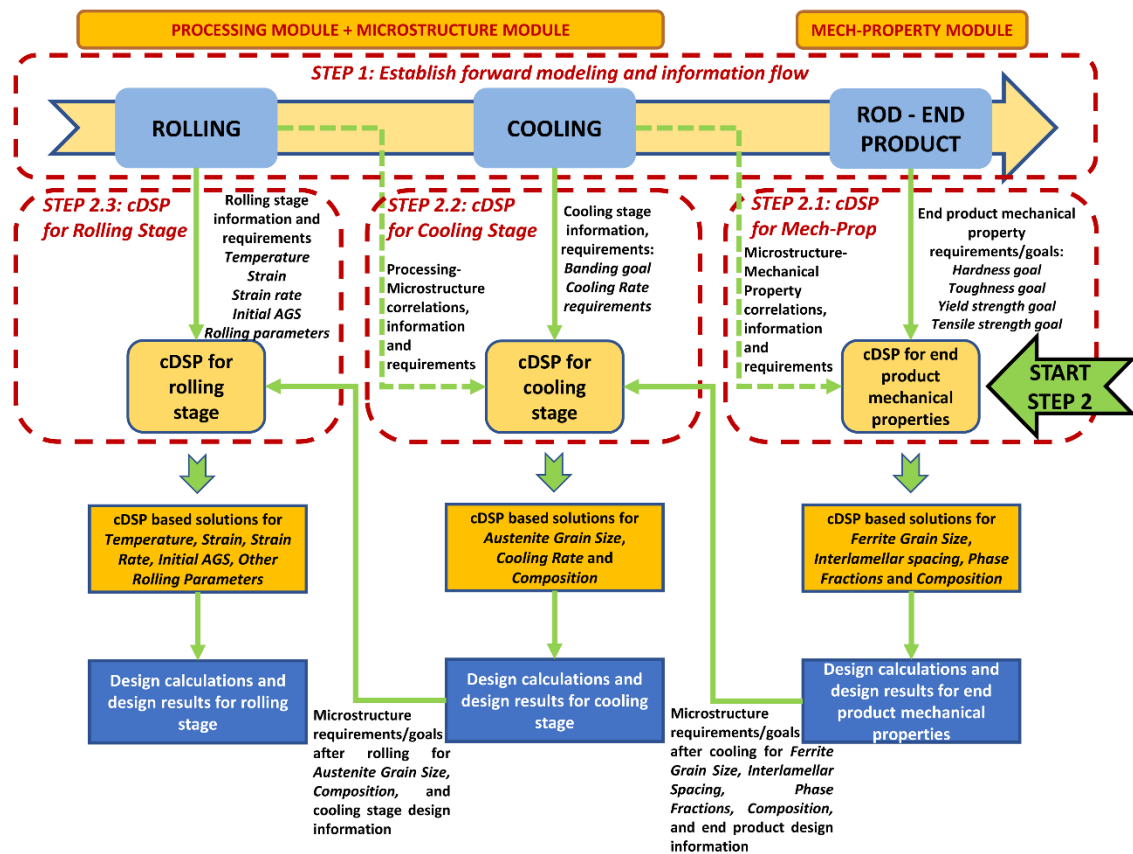 PROCESSING MODULE + MICROSTRUCTURE MODULE
MECH-PROPERTY MODULE
STEP 1: Establish forward modeling and information flow
ROLLING
COOLING
ROD - END
PRODUCT
STEP 2.3: cDSP
for Rolling Stage
Rolling stage
information and
requirements
Temperature
Strain
Strain rate
Initial AGS
Rolling parameters
cDSP for
rolling
stage
STEP 2.2: cDSP
for Cooling Stage
Processing-
Microstructure
correlations,
information
and
requirements
Cooling stage
information,
requirements:
Banding goal
Cooling Rate
requirements
cDSP for
cooling
stage
STEP 2.1: cDSP
for Mech-Prop
Microstructure-
Mechanical
Property
correlations,
information
and
requirements
End product mechanical
property
requirements/goals:
Hardness goal
Toughness goal
Yield strength goal
Tensile strength goal
cDSP for end
product
mechanical
properties
START
STEP 2
cDSP based solutions for
Temperature, Strain, Strain
Rate, Initial AGS, Other
Rolling Parameters
cDSP based solutions for
Austenite Grain Size,
Cooling Rate and
Composition
cDSP based solutions for
Ferrite Grain Size,
Interlamellar spacing, Phase
Fractions and Composition
Design calculations and
design results for rolling
stage
Microstructure
requirements/goals
after rolling for
Austenite Grain Size,
Composition, and
cooling stage design
information
Design calculations and
design results for cooling
stage
Microstructure
requirements/goals
after cooling for Ferrite
Grain Size, Interlamellar
Spacing, Phase
Fractions, Composition,
and end product design
information
Design calculations and
design results for end
product mechanical
properties